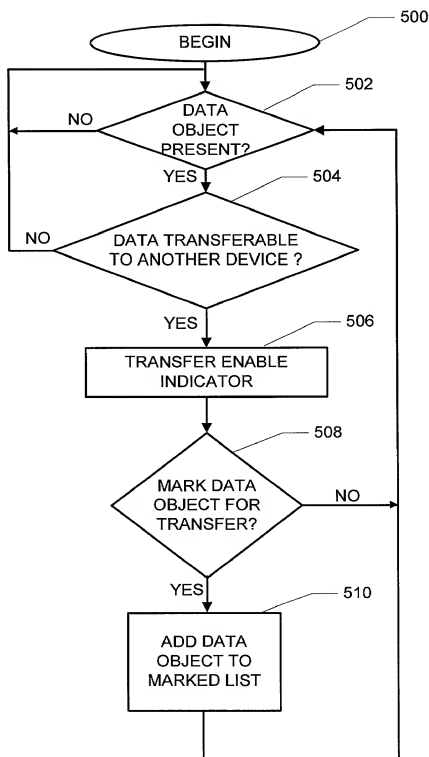 BEGIN
500
502
NO
DATA
OBJECT
PRESENT?
YES
504
NO
DATA TRANSFERABLE
TO ANOTHER DEVICE ?
YES
506
TRANSFER ENABLE
INDICATOR
508
MARK DATA
OBJECT FOR
TRANSFER?
NO
YES
510
ADD DATA
OBJECT TO
MARKED LIST